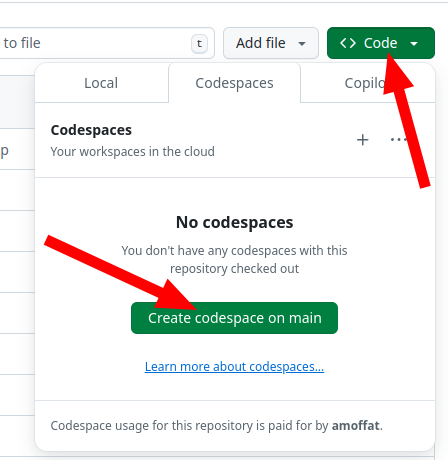 to file
t
Add file
Code
Local
Codespaces
Codespaces
Your workspaces in the cloud
p
No codespaces
You don't have any codespaces with this
repository checked out
Create codespace on main
Learn more about codespaces...
Codespace usage for this repository is paid for by amoffat.